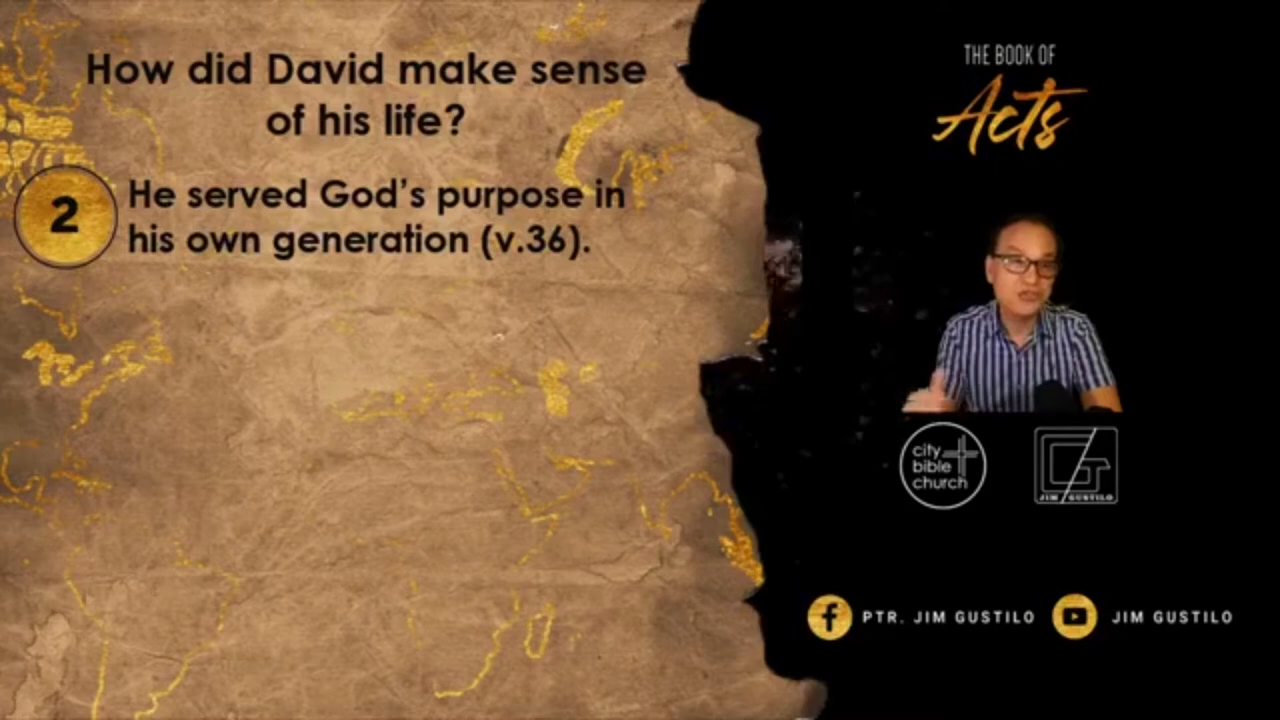 How did David make sense
of his life?
2
He served God's purpose in
his own generation (v.36).
THE BOOK OF
Acts
city
bible
church
G
JIM GUSTILO
PTR. JIM GUSTILO
JIM GUSTILO